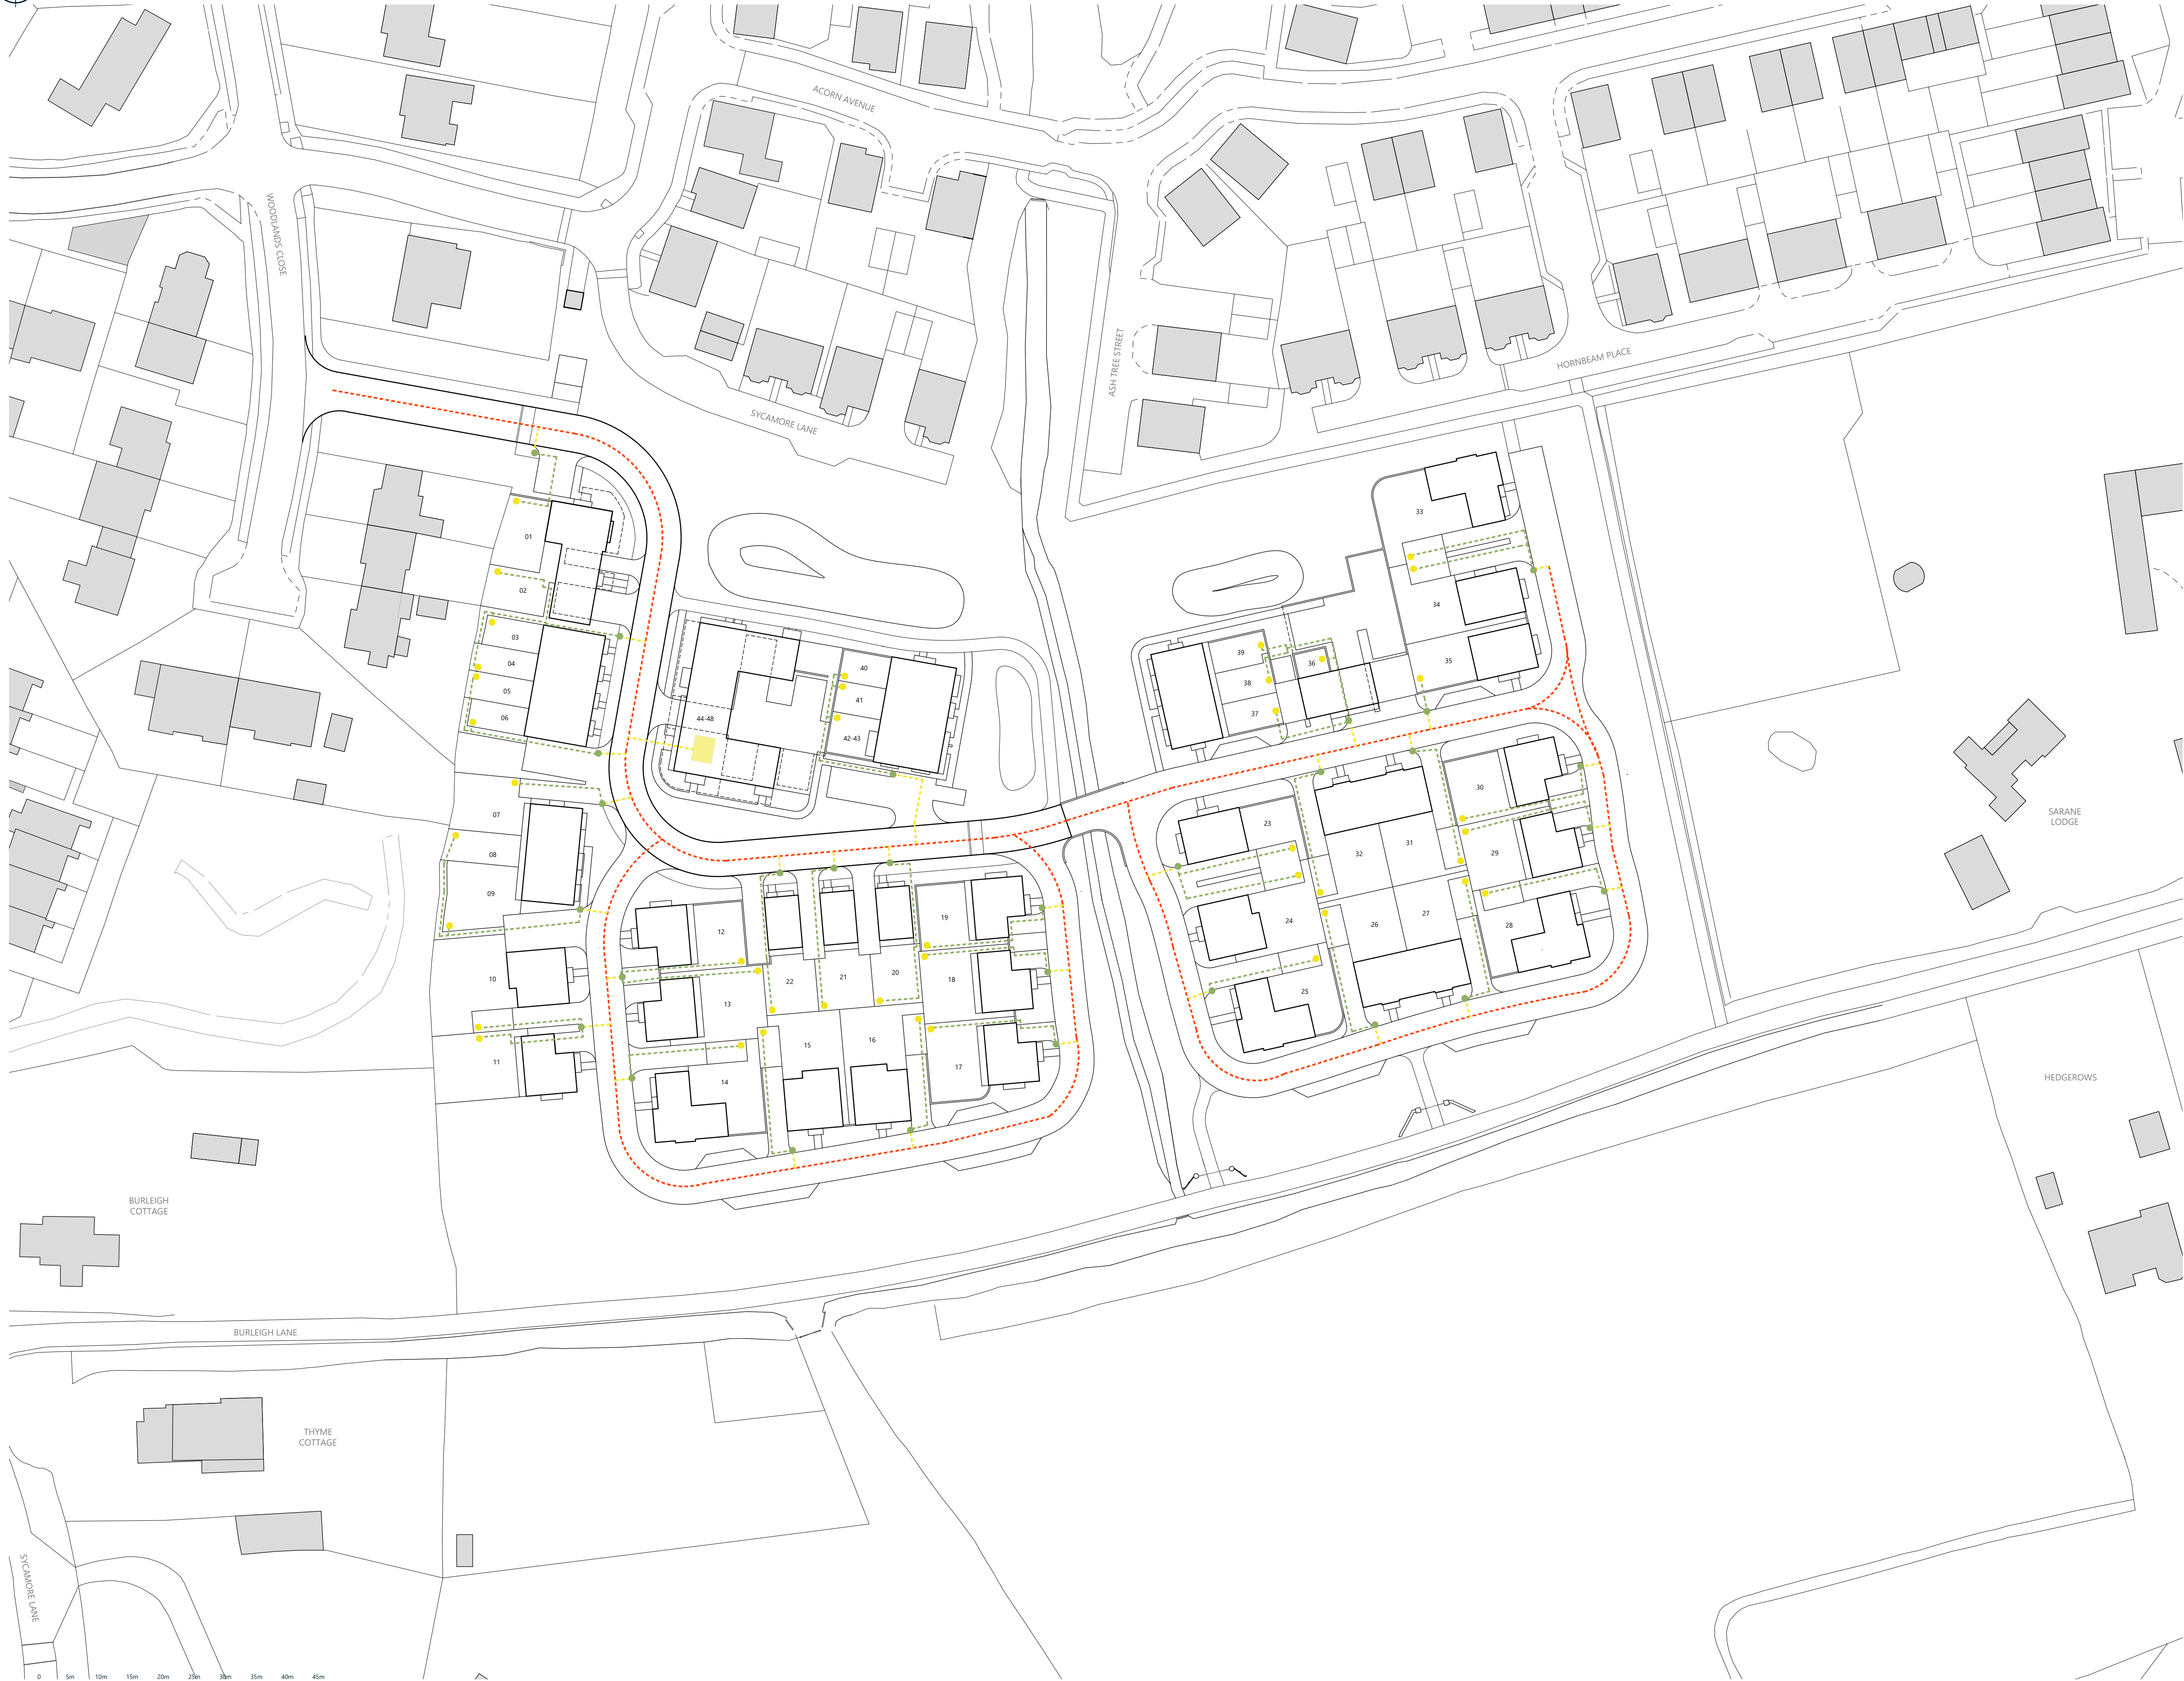 ACORN AVENUE
WOODLANDS CLOSE
ASH TREE STREET
HORNBEAM PLACE
SYCAMORE LANE
33
01
02
34
03
04
05
06
35
39
38
37
36
40
41
42-43
44-48
07
08
09
10
11
12
13
14
15
16
17
18
19
20
21
22
23
24
25
26
27
28
29
30
31
32
SARANE
LODGE
HEDGEROWS
BURLEIGH
COTTAGE
BURLEIGH LANE
THYME
COTTAGE
SYCAMORE LANE
0 5m 10m 15m 20m 25m 30m 35m 40m 45m